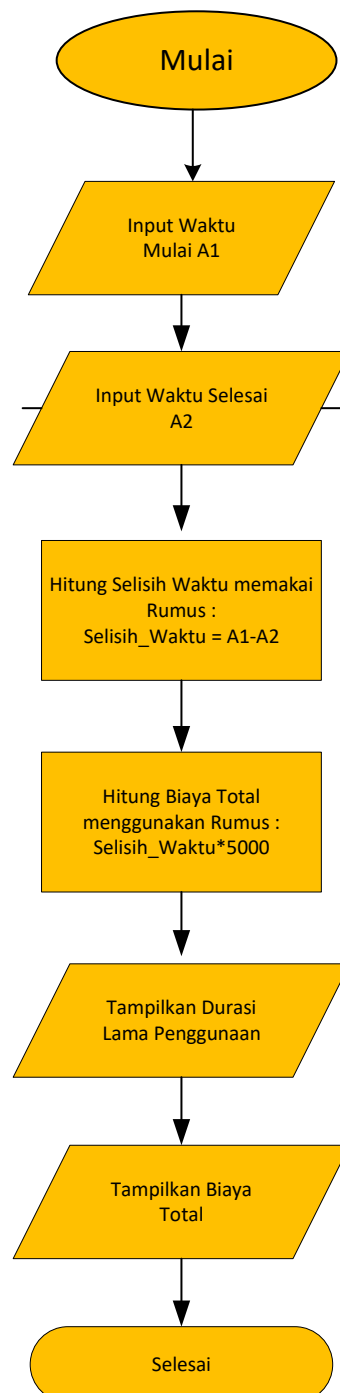 Mulai
Input Waktu
Mulai A1
Input Waktu Selesai
A2
Hitung Selisih Waktu memakai
Rumus :
Selisih_Waktu = A1-A2
Hitung Biaya Total
menggunakan Rumus :
Selisih_Waktu*5000
Tampilkan Durasi
Lama Penggunaan
Tampilkan Biaya
Total
Selesai